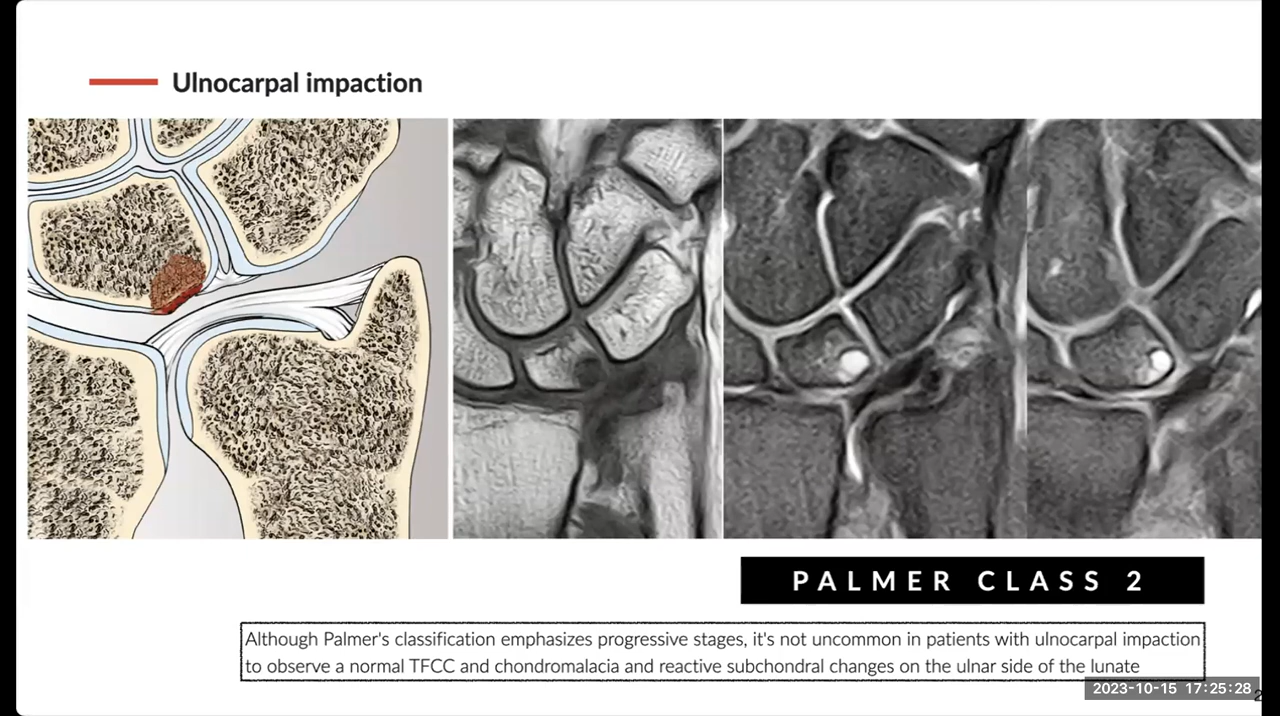 Ulnocarpal impaction
PALMER CLASS 2
Although Palmer's classification emphasizes progressive stages, it's not uncommon in patients with ulnocarpal impaction
to observe a normal TFCC and chondromalacia and reactive subchondral changes on the ulnar side of the lunate
2023-10-15 17:25:28
2